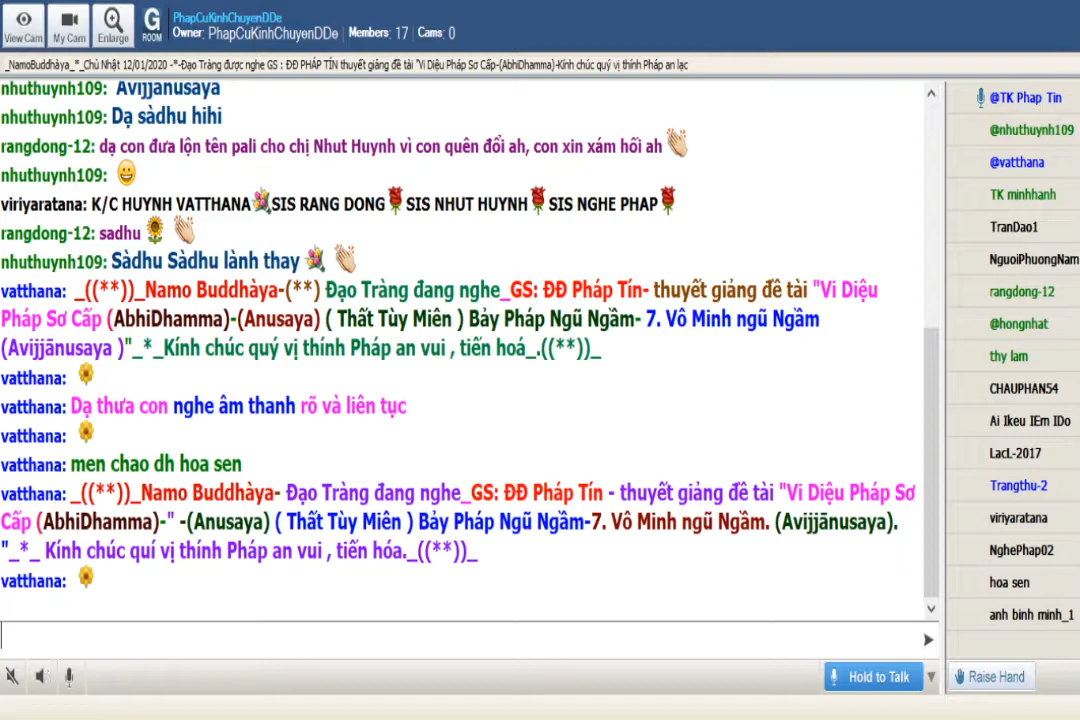 View Cam
My Cam
Enlarge
G
ROOM
PhapCuKinhChuyenDDe
Owner: PhapCuKinhChuyenDDe Members: 17 Cams: 0
_NamoBuddhàya_*_Chủ Nhật 12/01/2020 -*-Đạo Tràng được nghe GS : ĐĐ PHÁP TÍN thuyết giảng đề tài "Vi Diệu Pháp Sơ Cấp-(AbhiDhamma)-Kính chúc quý vị thính Pháp an lạc
nhuthuynh109: Avijjānusaya
nhuthuynh109: Dạ sàdhu hihi
rangdong-12: dạ con đưa lộn tên pali cho chị Nhut Huynh vì con quên đổi ah, con xin xám hối ah
nhuthuynh109:
viriyaratana: K/C HUYNH VATTHANA SIS RANG DONG SIS NHUT HUYNH SIS NGHE PHAP
rangdong-12: sadhu
nhuthuynh109: Sàdhu Sàdhu lành thay
vatthana: _((**))_Namo Buddhàya-(**) Đạo Tràng đang nghe_GS: ĐĐ Pháp Tín- thuyết giảng đề tài "Vi Diệu
Pháp Sơ Cấp (AbhiDhamma)-(Anusaya) ( Thất Tùy Miên ) Bảy Pháp Ngũ Ngầm- 7. Vô Minh ngũ Ngầm
(Avijjānusaya )"_*_Kính chúc quý vị thính Pháp an vui , tiến hoá_.((**))_
vatthana:
vatthana: Dạ thưa con nghe âm thanh rõ và liên tục
vatthana:
vatthana: men chao dh hoa sen
vatthana: _((**))_Namo Buddhàya- Đạo Tràng đang nghe_GS: ĐĐ Pháp Tín - thuyết giảng đề tài "Vi Diệu Pháp Sơ
Cấp (AbhiDhamma)-" -(Anusaya) ( Thất Tùy Miên ) Bảy Pháp Ngũ Ngầm-7. Vô Minh ngũ Ngầm. (Avijjānusaya).
"_*_ Kính chúc quí vị thính Pháp an vui , tiến hóa._((**))_
vatthana:
@TK Phap Tin
@nhuthuynh109
@vatthana
TK minhhanh
TranDao1
NguoiPhuongNam
rangdong-12
@hongnhat
thy lam
CHAUPHAN54
Ai Ikeu IEm IDo
LacL-2017
Trangthu-2
viriyaratana
NghePhap02
hoa sen
anh binh minh_1
Hold to Talk
Raise Hand